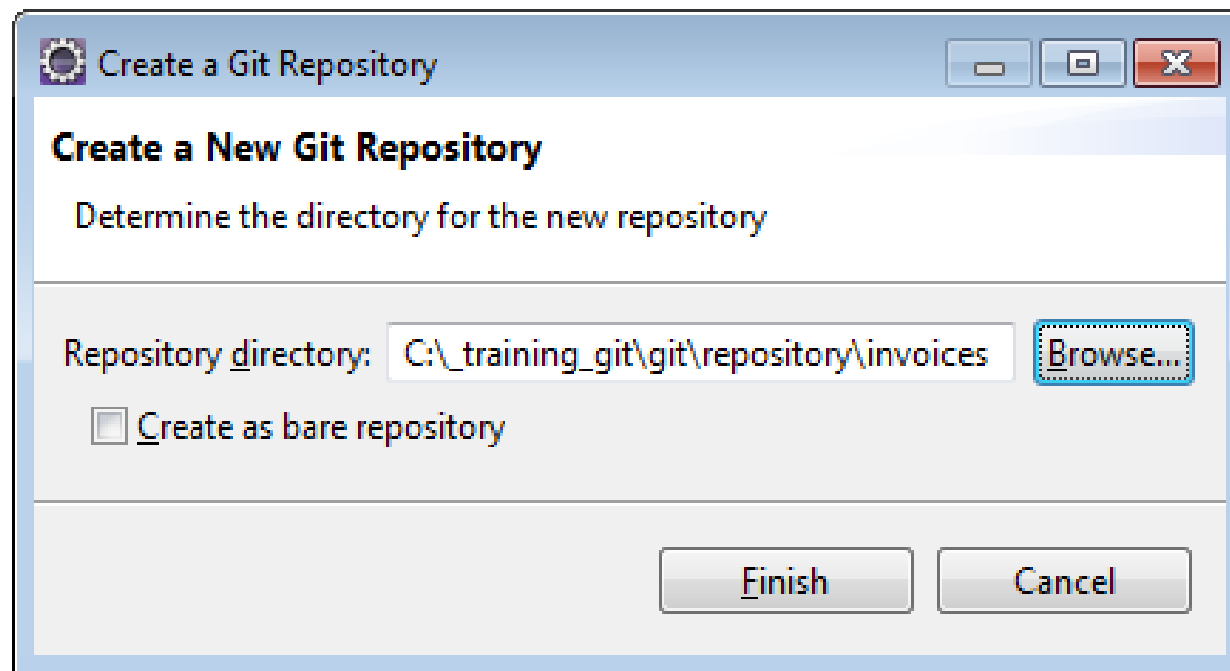 Create a Git Repository
Create a New Git Repository
Determine the directory for the new repository
Repository directory: C:\_training_git\git\repository\invoices Browse...
Create as bare repository
Finish Cancel